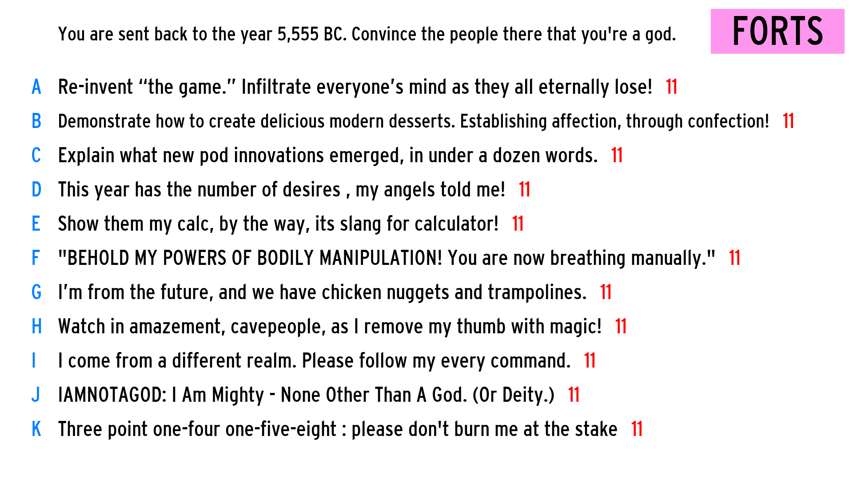 You are sent back to the year 5,555 BC. Convince the people there that you're a god.
FORTS
A Re-invent “the game.” Infiltrate everyone’s mind as they all eternally lose! 11
B Demonstrate how to create delicious modern desserts. Establishing affection, through confection! 11
C Explain what new pod innovations emerged, in under a dozen words. 11
D This year has the number of desires , my angels told me! 11
E Show them my calc, by the way, its slang for calculator! 11
F "BEHOLD MY POWERS OF BODILY MANIPULATION! You are now breathing manually." 11
G I’m from the future, and we have chicken nuggets and trampolines. 11
H Watch in amazement, cavepeople, as I remove my thumb with magic! 11
I I come from a different realm. Please follow my every command. 11
J IAMNOTAGOD: I Am Mighty - None Other Than A God. (Or Deity.) 11
K Three point one-four one-five-eight : please don't burn me at the stake 11